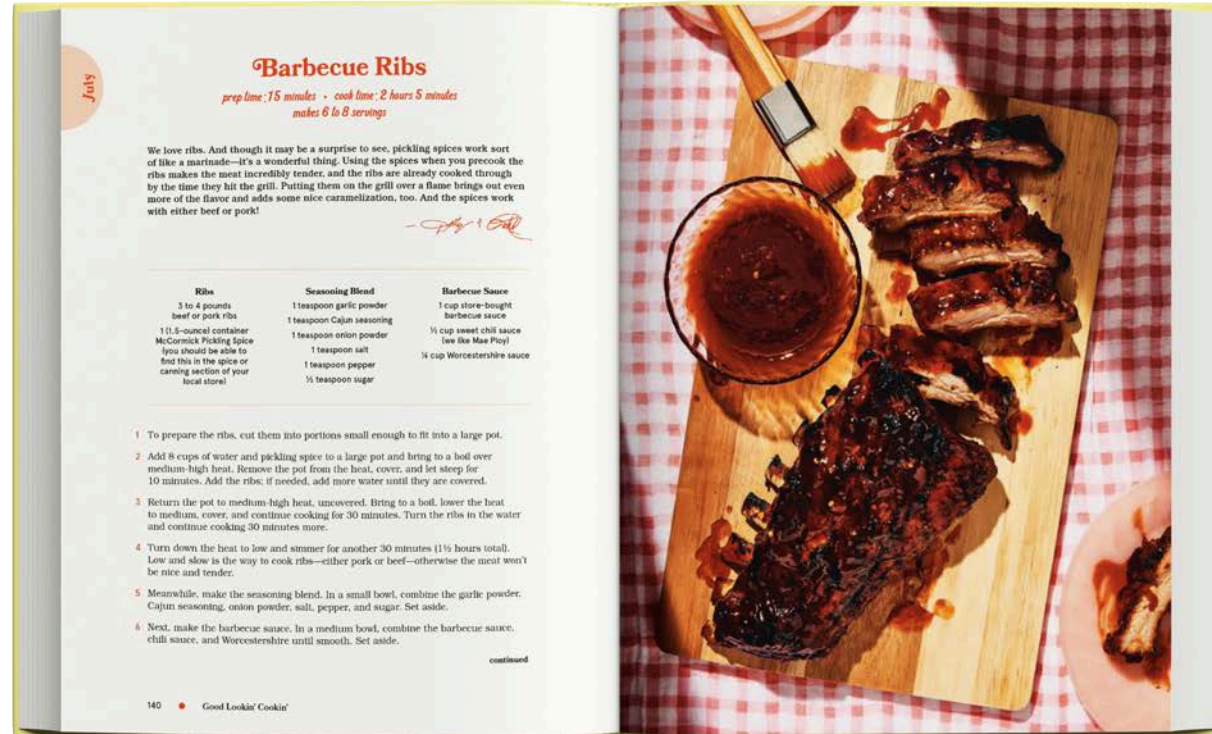 July
Barbecue Ribs
prep time: 15 minutes • cook time: 2 hours 5 minutes
makes 6 to 8 servings
We love ribs. And though it may be a surprise to see, pickling spices work sort
of like a marinade—it's a wonderful thing. Using the spices when you precook the
ribs makes the meat incredibly tender, and the ribs are already cooked through
by the time they hit the grill. Putting them on the grill over a flame brings out even
more of the flavor and adds some nice caramelization, too. And the spices work
with either beef or pork!
Ribs
3 to 4 pounds
beef or pork ribs
1 (1.5-ounce) container
McCormick Pickling Spice
(you should be able to
find this in the spice or
canning section of your
local store)
Seasoning Blend
1 teaspoon garlic powder
1 teaspoon Cajun seasoning
1 teaspoon onion powder
1 teaspoon salt
1 teaspoon pepper
½ teaspoon sugar
Barbecue Sauce
1 cup store-bought
barbecue sauce
½ cup sweet chili sauce
(we like Mae Ploy)
¼ cup Worcestershire sauce
1 To prepare the ribs, cut them into portions small enough to fit into a large pot.
2 Add 8 cups of water and pickling spice to a large pot and bring to a boil over
medium-high heat. Remove the pot from the heat, cover, and let steep for
10 minutes. Add the ribs; if needed, add more water until they are covered.
3 Return the pot to medium-high heat, uncovered. Bring to a boil, lower the heat
to medium, cover, and continue cooking for 30 minutes. Turn the ribs in the water
and continue cooking 30 minutes more.
4 Turn down the heat to low and simmer for another 30 minutes (1½ hours total).
Low and slow is the way to cook ribs—either pork or beef—otherwise the meat won't
be nice and tender.
5 Meanwhile, make the seasoning blend. In a small bowl, combine the garlic powder,
Cajun seasoning, onion powder, salt, pepper, and sugar. Set aside.
6 Next, make the barbecue sauce. In a medium bowl, combine the barbecue sauce,
chili sauce, and Worcestershire until smooth. Set aside.
continued
140 • Good Lookin' Cookin'